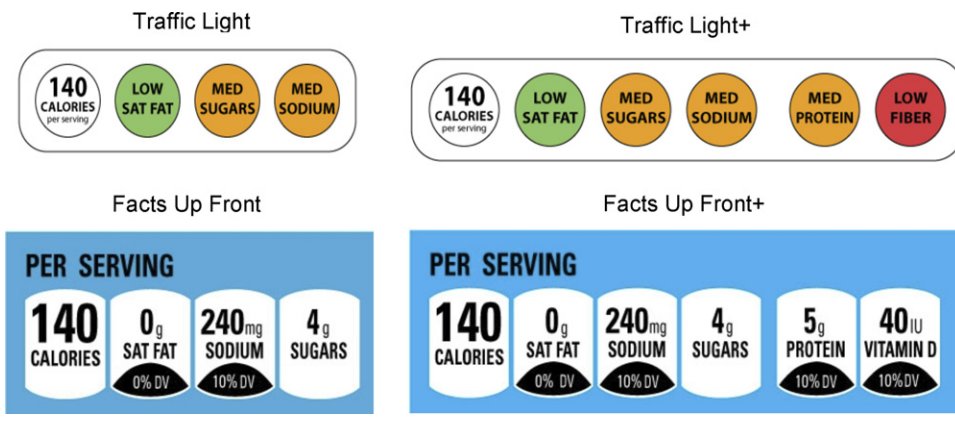 Traffic Light
140
CALORIES
per serving
LOW
SAT FAT
MED
SUGARS
MED
SODIUM
Traffic Light+
140
CALORIES
per serving
LOW
SAT FAT
MED
SUGARS
MED
SODIUM
MED
PROTEIN
LOW
FIBER
Facts Up Front
PER SERVING
140
CALORIES
0g
SAT FAT
0% DV
240mg
SODIUM
10% DV
4g
SUGARS
Facts Up Front+
PER SERVING
140
CALORIES
0g
SAT FAT
0% DV
240mg
SODIUM
10% DV
4g
SUGARS
5g
PROTEIN
10% DV
40IU
VITAMIN D
10% DV